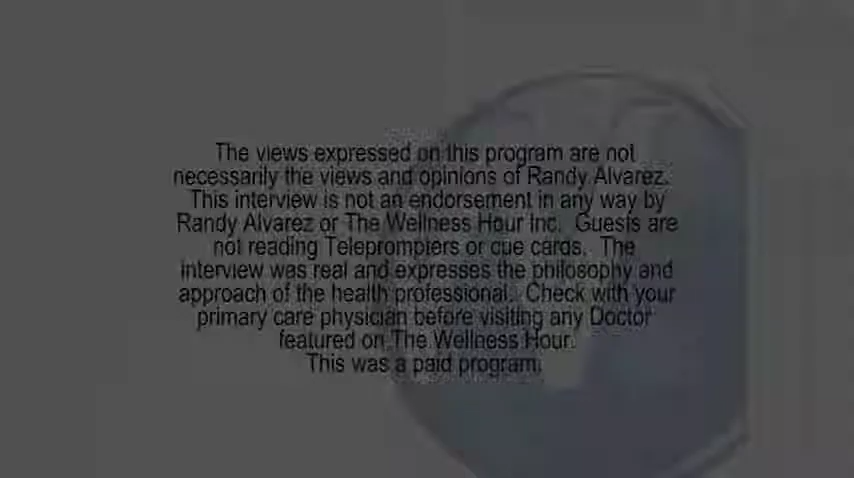 The views expressed on this program are not
necessarily the views and opinions of Randy Alvarez.
This interview is not an endorsement in any way by
Randy Alvarez or The Wellness Hour Inc.  Guests are
not reading Teleprompters or cue cards.  The
interview was real and expresses the philosophy and
approach of the health professional.  Check with your
primary care physician before visiting any Doctor
featured on The Wellness Hour.
This was a paid program.